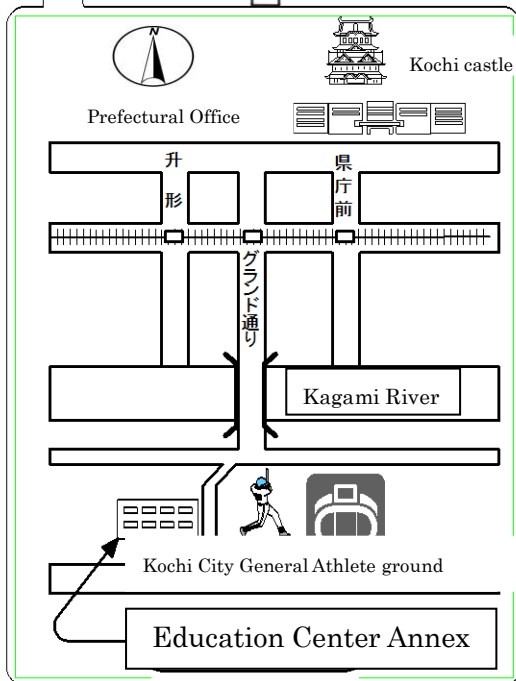 N
Kochi castle
Prefectural Office
升形
県庁前
グランド通り
Kagami River
Kochi City General Athlete ground
Education Center Annex